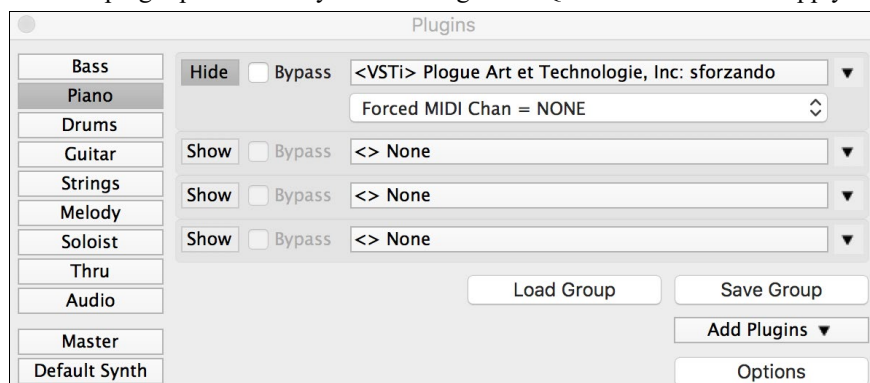 Plugins
Bass
Piano
Drums
Guitar
Strings
Melody
Soloist
Thru
Audio
Master
Default Synth
Hide Bypass <VSTi> Plogue Art et Technologie, Inc: sforzando ▼
Forced MIDI Chan = NONE
Show Bypass <> None ▼
Show Bypass <> None ▼
Show Bypass <> None ▼
Load Group Save Group
Add Plugins ▼
Options